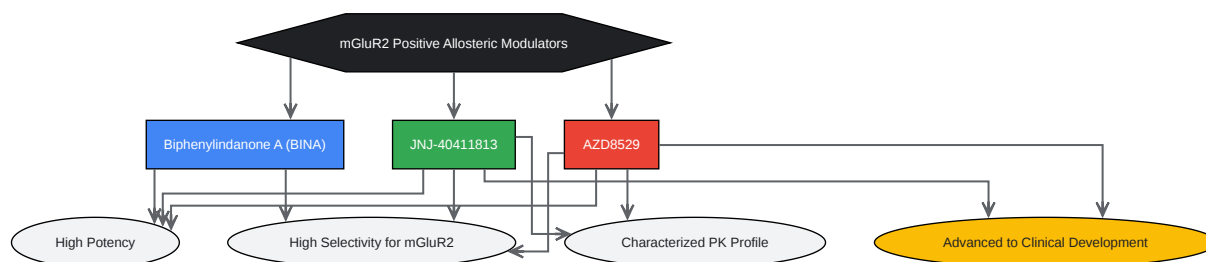 mGluR2 Positive Allosteric Modulators
Biphenylindanone A (BINA)
JNJ-40411813
AZD8529
High Potency
High Selectivity for mGluR2
Characterized PK Profile
Advanced to Clinical Development